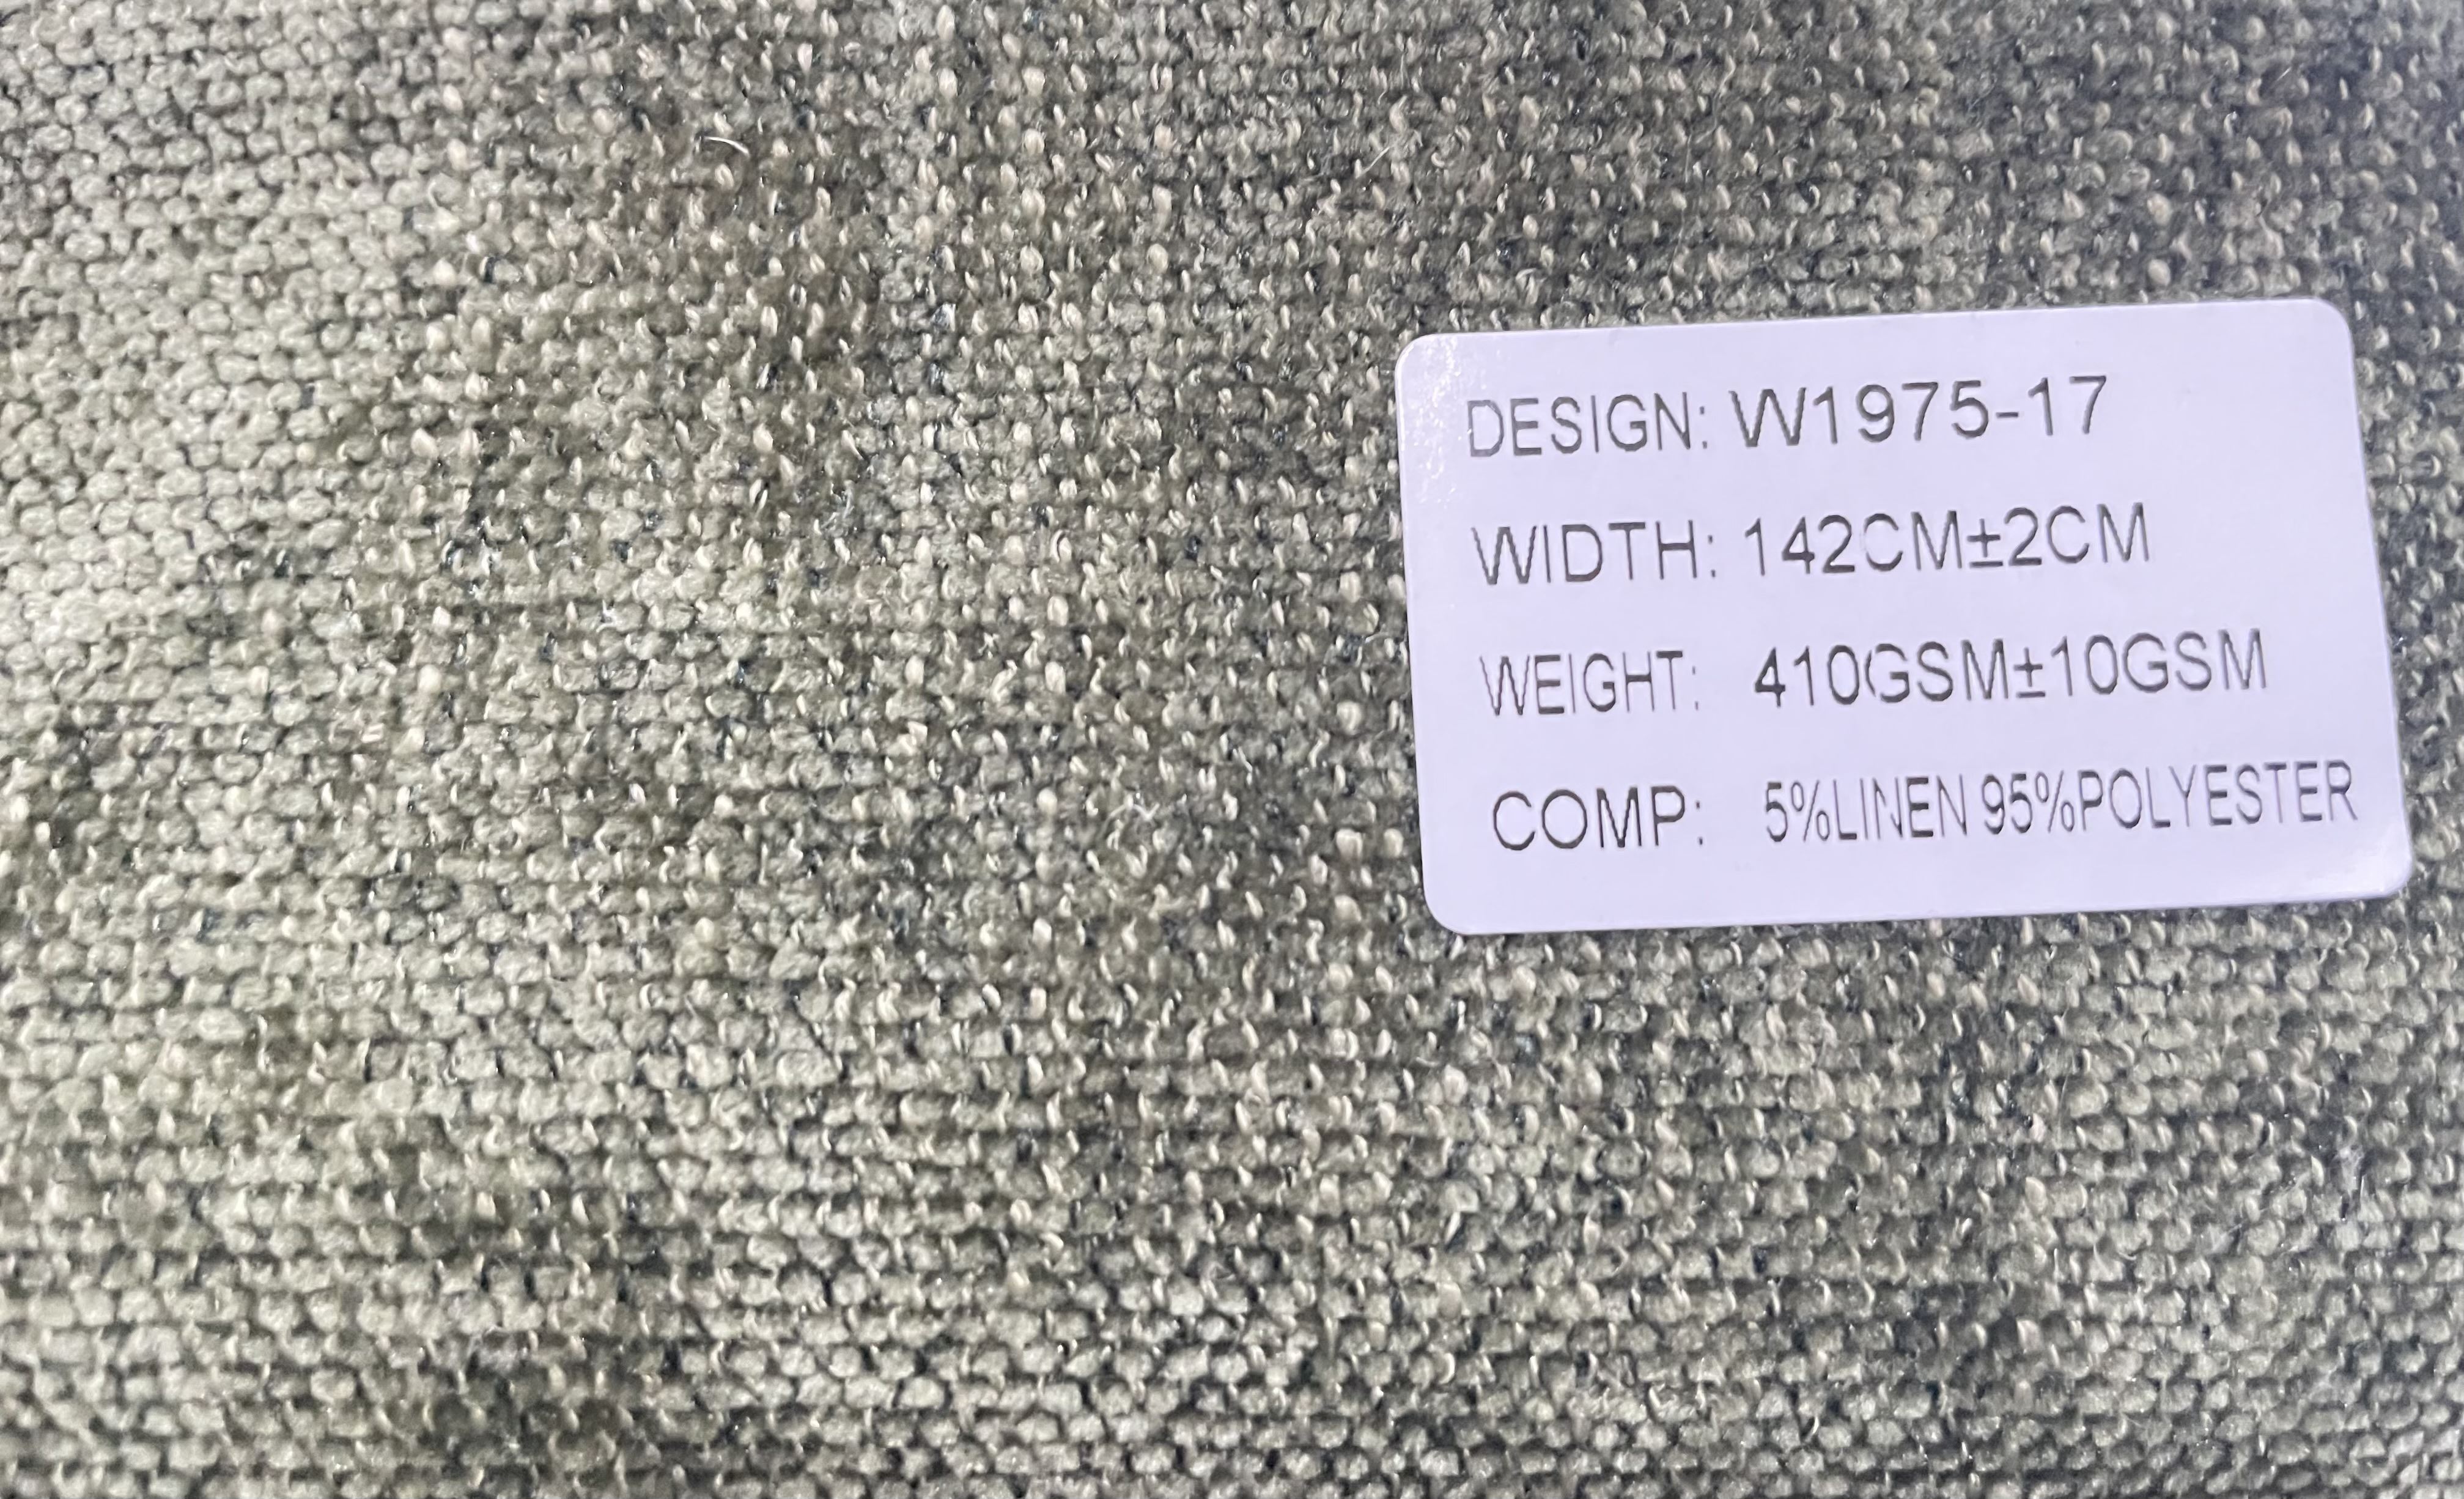 DESIGN: W1975-17
WIDTH: 142CM±2CM
WEIGHT: 410GSM±10GSM
COMP: 5%LINEN 95%POLYESTER